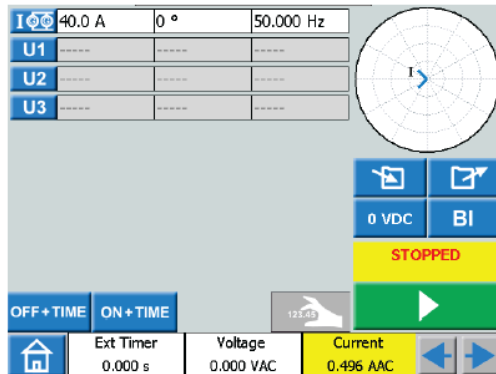 I 40.0 A 0 ° 50.000 Hz
U1 ----- ----- -----
U2 ----- ----- -----
U3 ----- ----- -----
I
0 VDC BI
STOPPED
OFF+TIME ON+TIME 123.45
Ext Timer Voltage Current
0.000 s 0.000 VAC 0.496 AAC